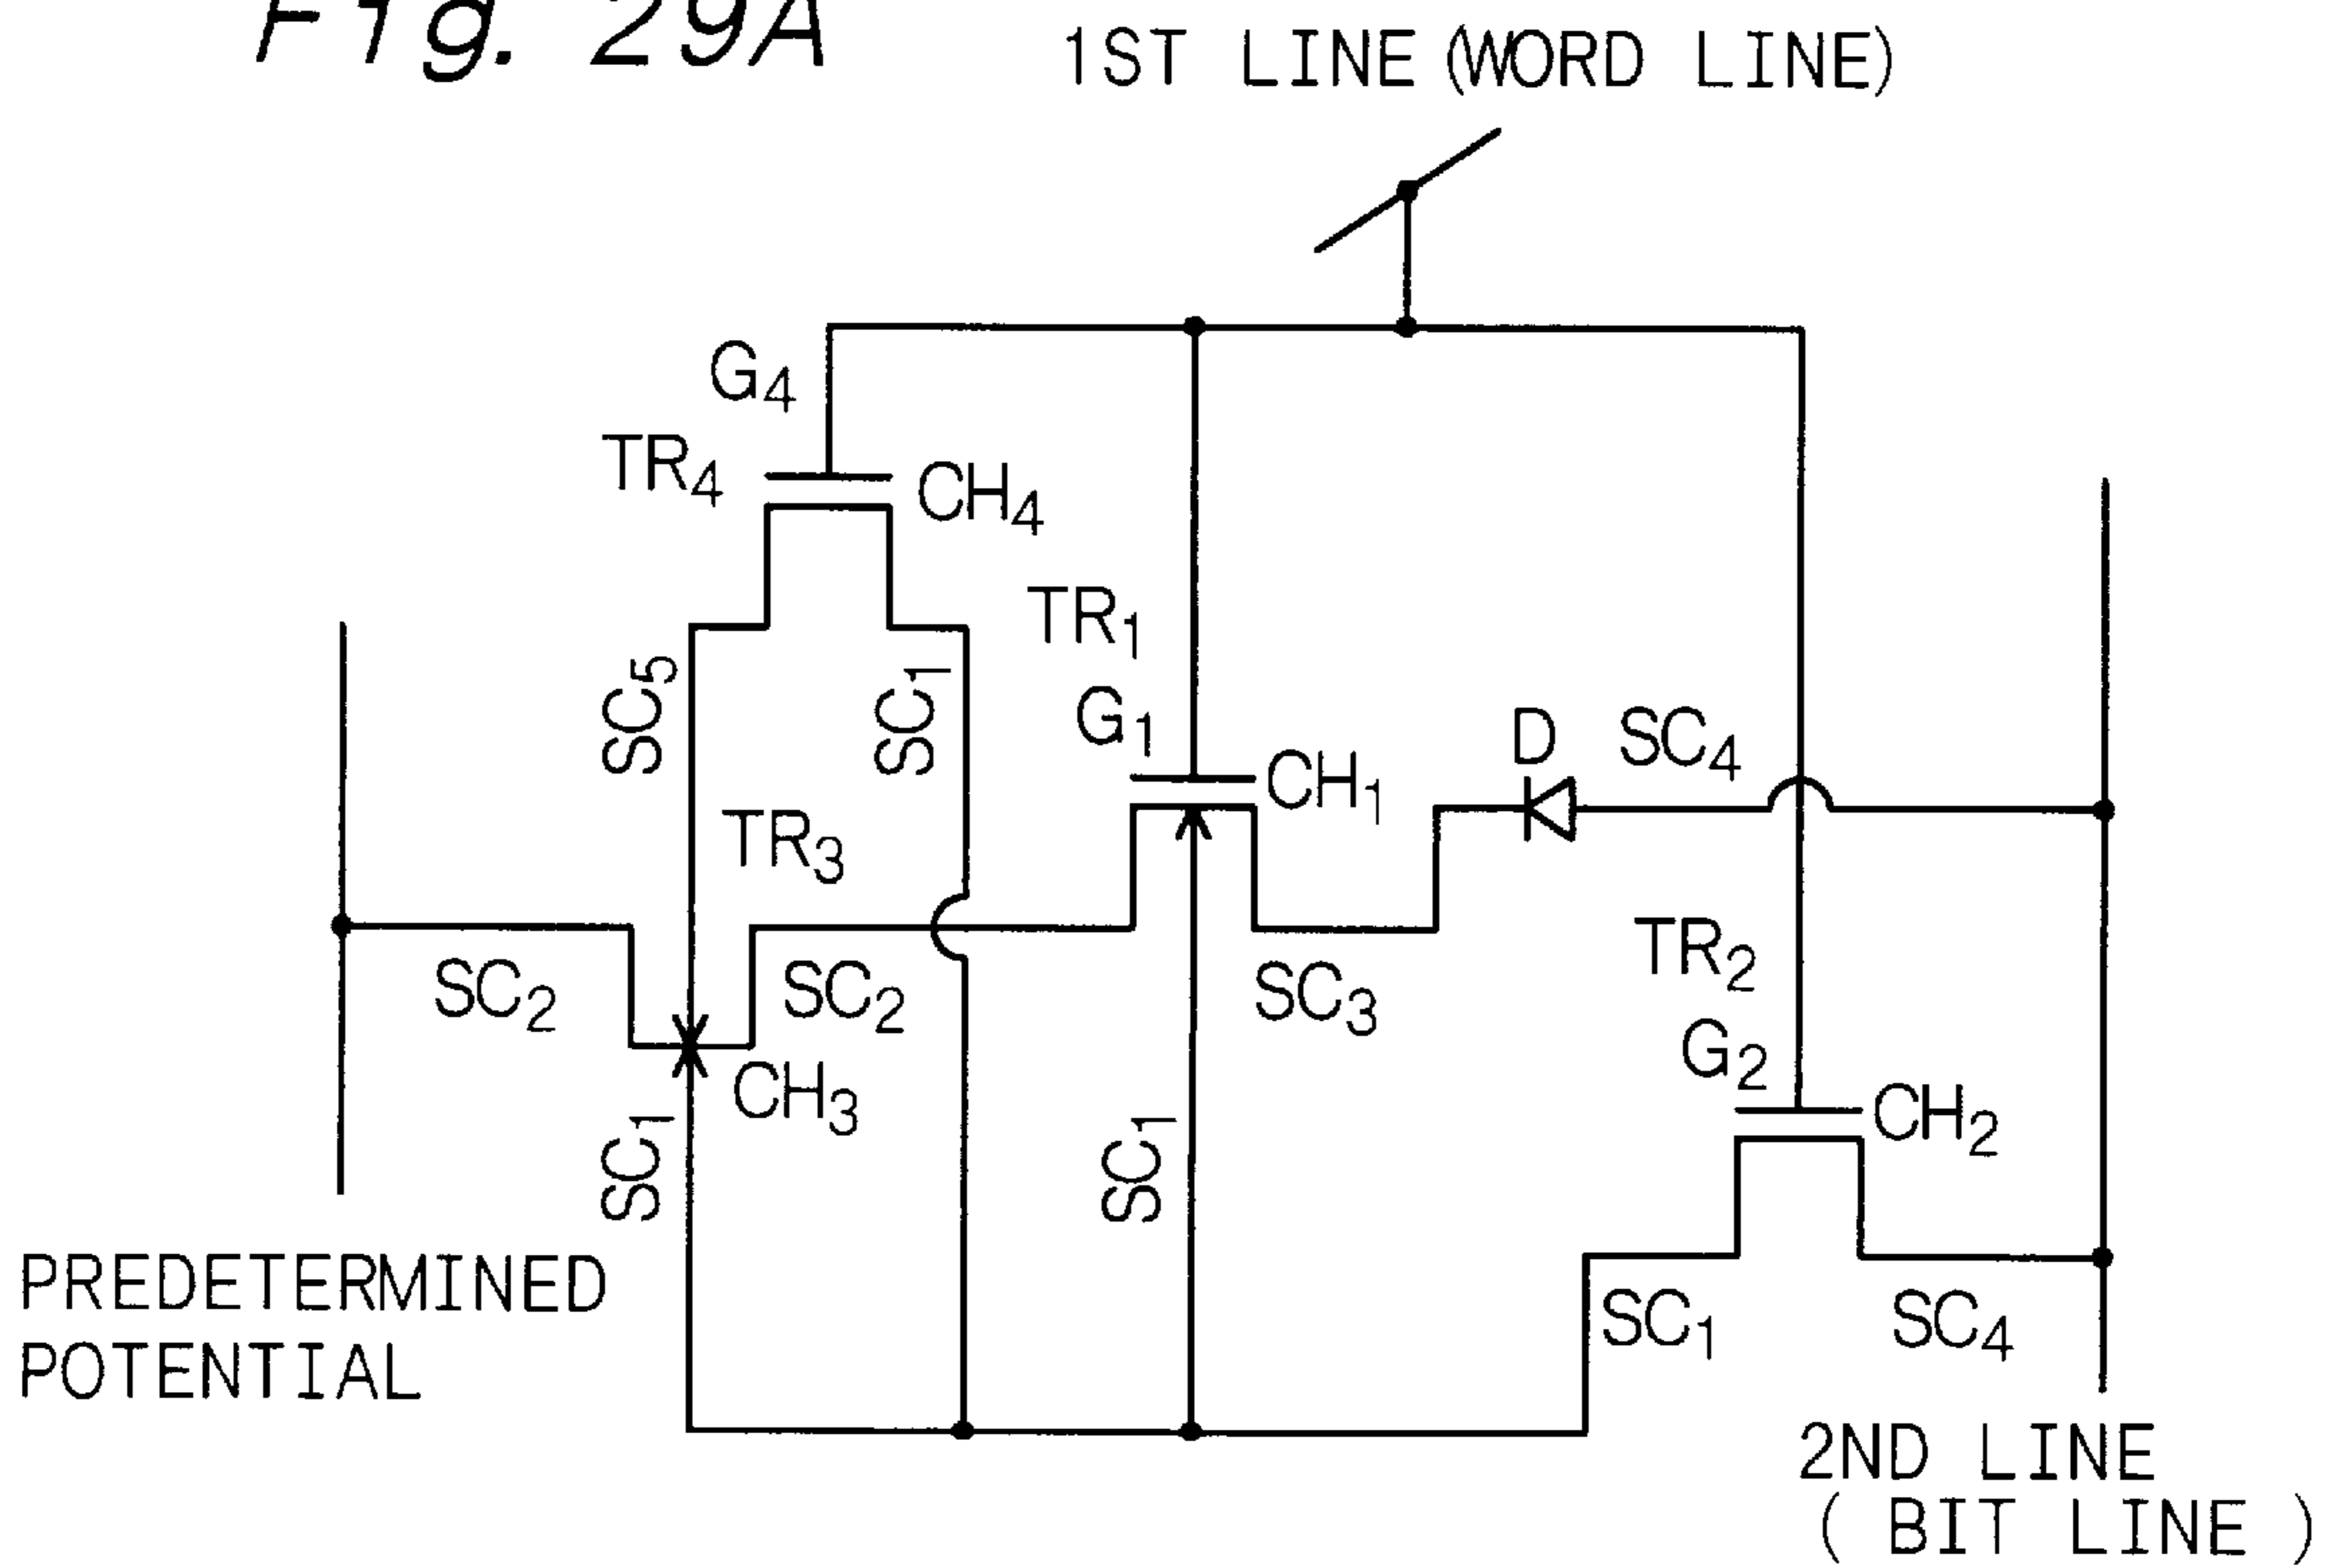 Fig. 29A
1ST LINE (WORD LINE)
G4
TR4
CH4
TR1
SC5
SC1
G1
CH1
D
SC4
TR3
TR2
SC2
SC2
SC3
G2
CH3
CH2
SC1
SC1
PREDETERMINED
POTENTIAL
SC1
SC4
2ND LINE
( BIT LINE )